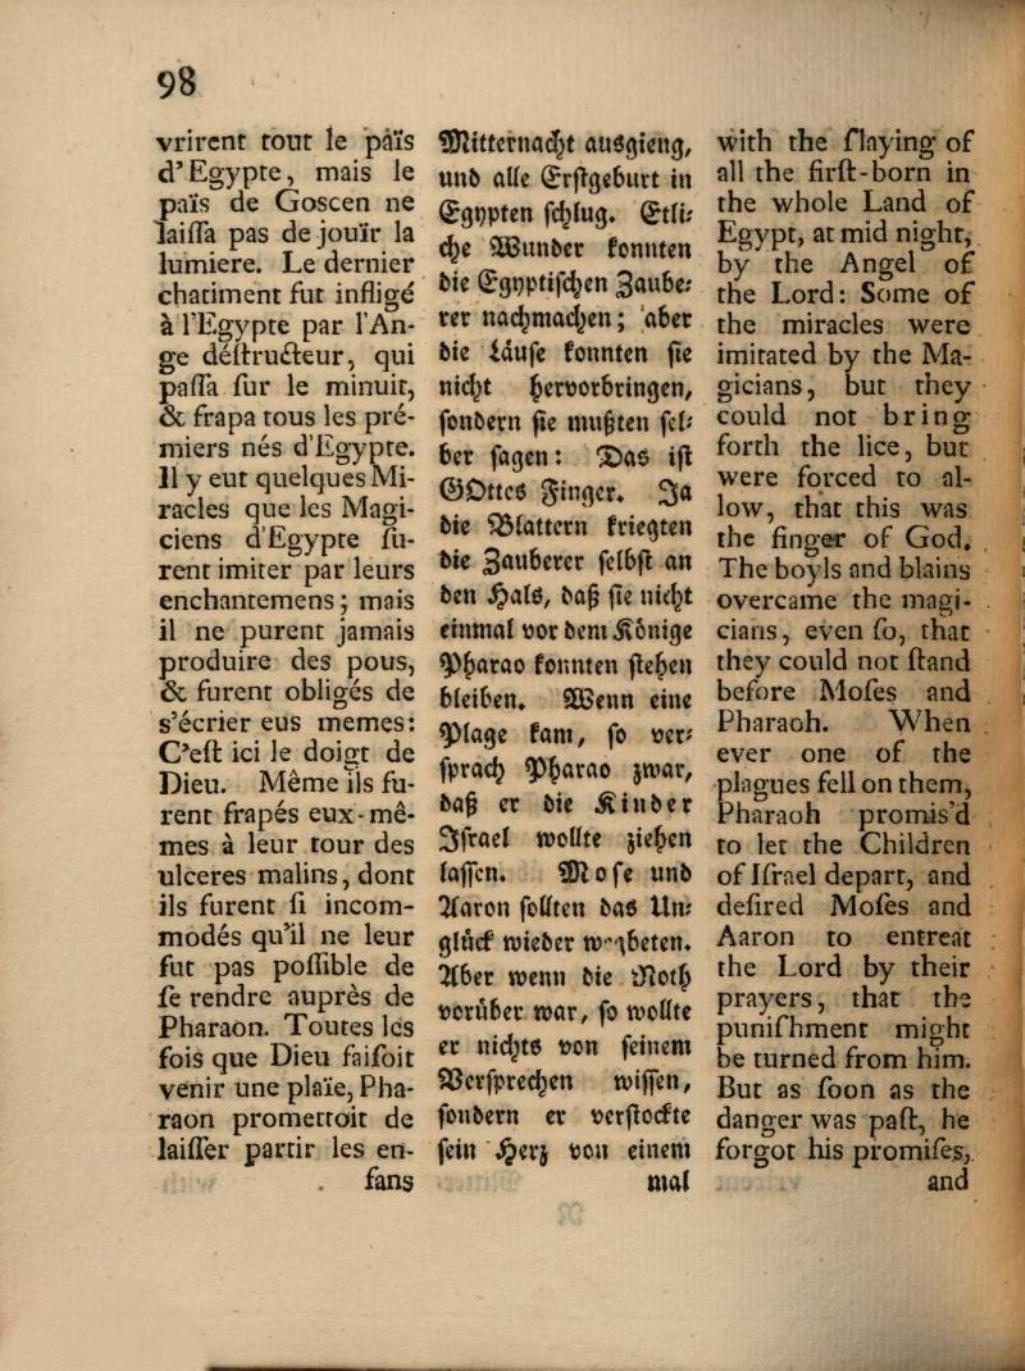 98
vrirent tout le païs
d'Egypte, mais le
païs de Goscen ne
laiſſa pas de jouïr la
lumiere. Le dernier
chatiment fut infligé
à l'Egypte par l'An-
ge déſtructeur, qui
paſſa ſur le minuit,
& frapa tous les pré-
miers nés d'Egypte.
Il y eut quelques Mi-
racles que les Magi-
ciens d'Egypte fu-
rent imiter par leurs
enchantemens; mais
il ne purent jamais
produire des pous,
& furent obligés de
s'écrier eus memes:
C'eſt ici le doigt de
Dieu. Même ils fu-
rent frapés eux-mê-
mes à leur tour des
ulceres malins, dont
ils furent ſi incom-
modés qu'il ne leur
fut pas poſſible de
ſe rendre auprès de
Pharaon. Toutes les
fois que Dieu faiſoit
venir une plaïe, Pha-
raon promettoit de
laiſſer partir les en-
fans
Mitternacht ausgieng,
und alle Erſtgeburt in
Egypten ſchlug. Etli-
che Wunder konnten
die Egyptiſchen Zaube-
rer nachmachen; aber
die Läuſe konnten ſie
nicht hervorbringen,
ſondern ſie mußten ſel-
ber ſagen: Das iſt
GOttes Finger. Ja
die Blattern kriegten
die Zauberer ſelbſt an
den Hals, daß ſie nicht
einmal vor dem Könige
Pharao konnten ſtehen
bleiben. Wenn eine
Plage kam, ſo ver-
ſprach Pharao zwar,
daß er die Kinder
Iſrael wollte ziehen
laſſen. Moſe und
Aaron ſollten das Un-
glück wieder wegbeten.
Aber wenn die Noth
vorüber war, ſo wollte
er nichts von ſeinem
Verſprechen wiſſen,
ſondern er verſtockte
ſein Herz von einem
mal
with the ſlaying of
all the firſt-born in
the whole Land of
Egypt, at mid night,
by the Angel of
the Lord: Some of
the miracles were
imitated by the Ma-
gicians, but they
could not bring
forth the lice, but
were forced to al-
low, that this was
the finger of God.
The boyls and blains
overcame the magi-
cians, even ſo, that
they could not ſtand
before Moſes and
Pharaoh. When
ever one of the
plagues fell on them,
Pharaoh promis'd
to let the Children
of Iſrael depart, and
deſired Moſes and
Aaron to entreat
the Lord by their
prayers, that the
puniſhment might
be turned from him.
But as ſoon as the
danger was paſt, he
forgot his promiſes,
and